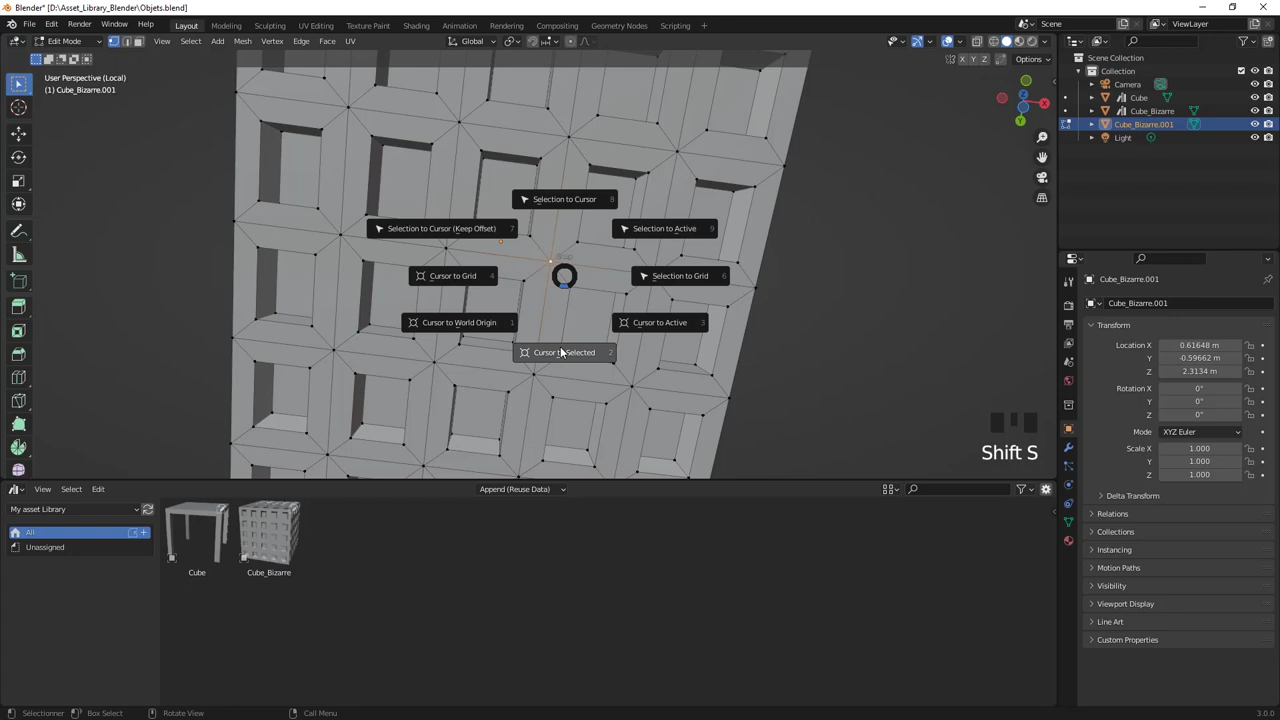 Blender* [D:\Asset_Library_Blender\Objets.blend]
File Edit Render Window Help Layout Modeling Sculpting UV Editing Texture Paint Shading Animation Rendering Compositing Geometry Nodes Scripting + Scene ViewLayer
Edit Mode View Select Add Mesh Vertex Edge Face UV Global
X Y Z Options
User Perspective (Local)
(1) Cube_Bizarre.001
Scene Collection
Collection
Camera
Cube
Cube_Bizarre
Cube_Bizarre.001
Light
X
Y
Z
Selection to Cursor 8
Selection to Cursor (Keep Offset) 7
Selection to Active 9
Cursor to Grid 4
Selection to Grid 6
Cursor to World Origin 1
Cursor to Active 3
Cursor to Selected 2
Shift S
Cube_Bizarre.001
Cube_Bizarre.001
Transform
Location X 0.61648 m
Y -0.59662 m
Z 2.3134 m
Rotation X 0°
Y 0°
Z 0°
Mode XYZ Euler
Scale X 1.000
Y 1.000
Z 1.000
Delta Transform
Relations
Collections
Instancing
Motion Paths
Visibility
Viewport Display
Line Art
Custom Properties
View Select Edit Append (Reuse Data)
My asset Library
All
Unassigned
Cube
Cube_Bizarre
Sélectionner Box Select Rotate View Call Menu 3.0.0